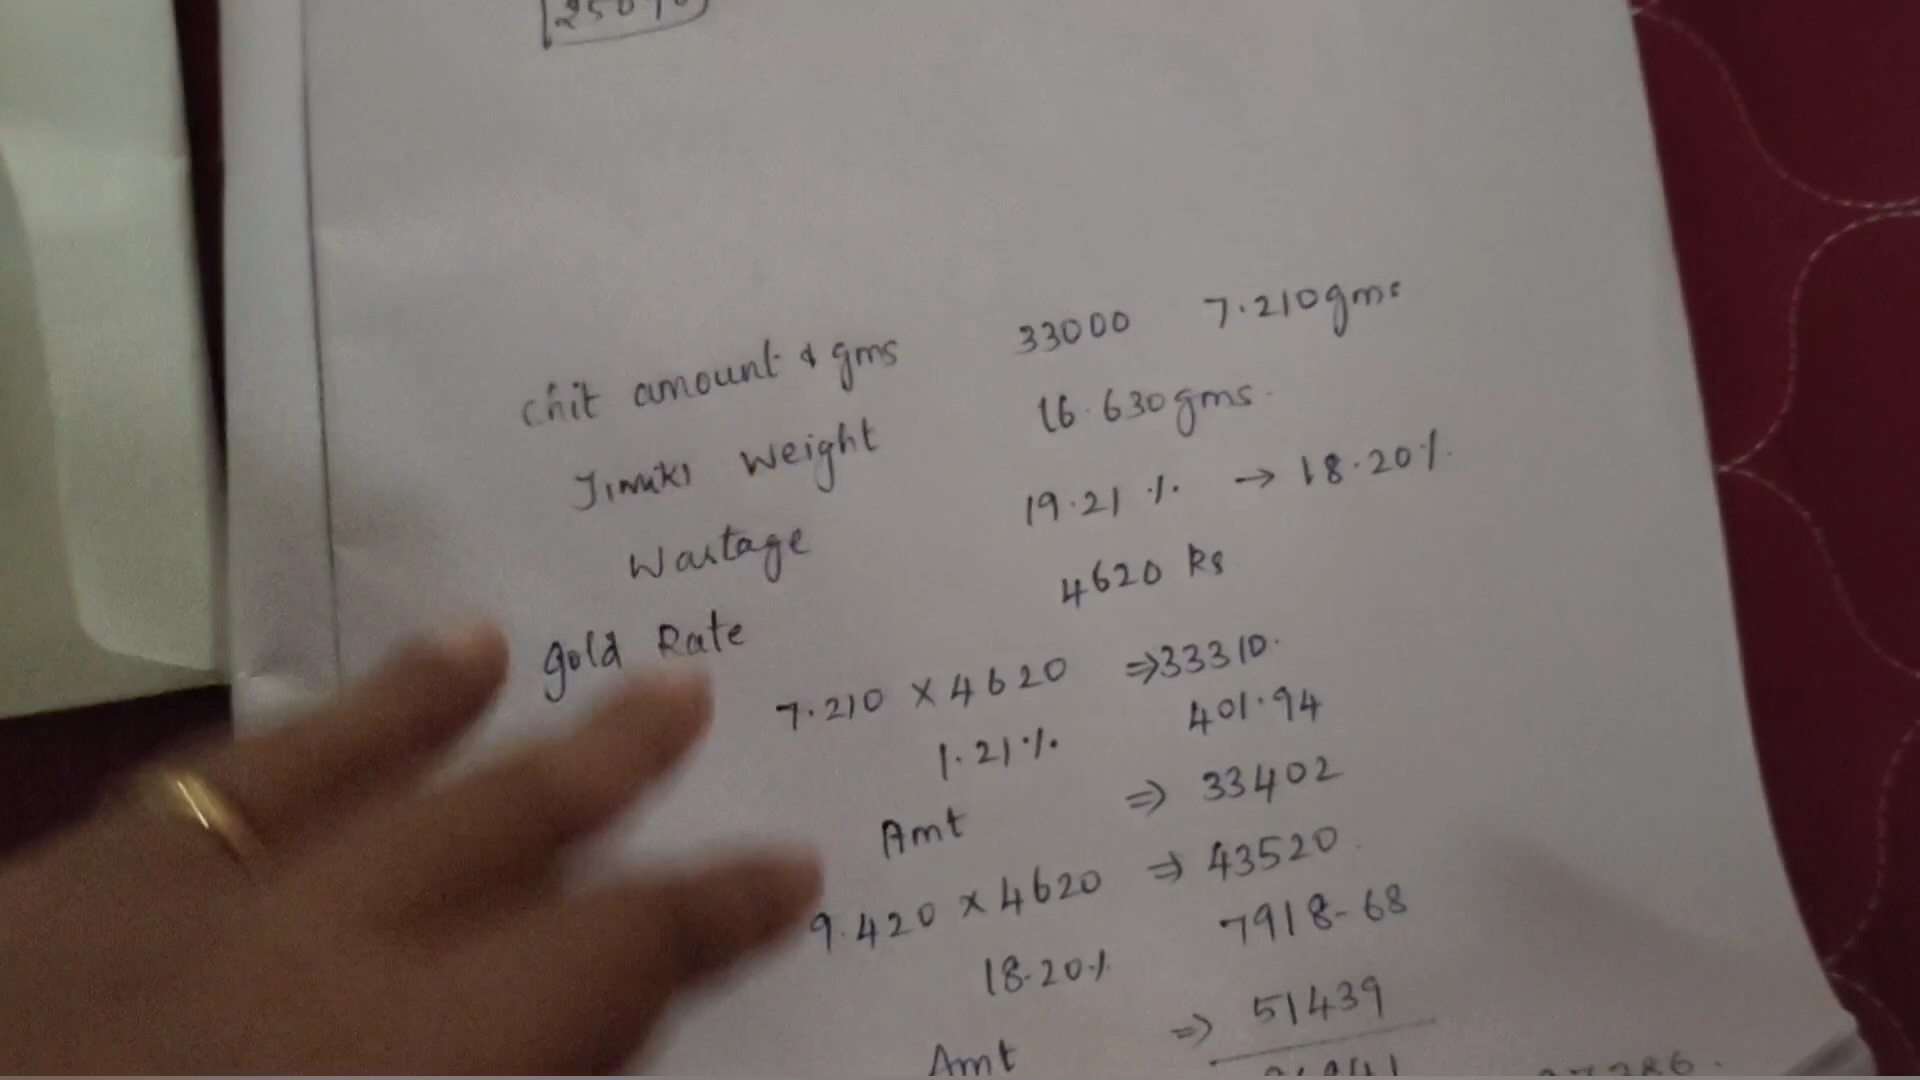 chit amount & gms 33000 7.210gms
Jimiki Weight 16.630gms.
Wastage 19.21 % → 18.20%.
gold Rate 4620 Rs
7.210 x 4620 ⇒33310.
1.21% 401.94
Amt ⇒ 33402
9.420 x 4620 ⇒ 43520.
18.20% 7918-68
Amt ⇒ 51439